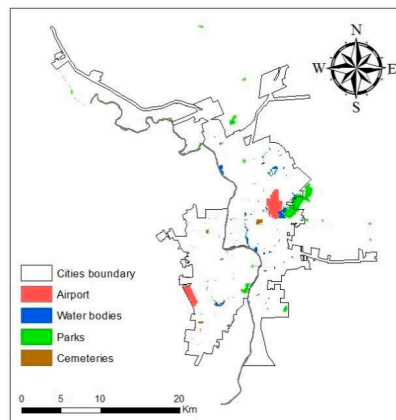 N
W E
S
Cities boundary
Airport
Water bodies
Parks
Cemeteries
0 5 10 20
Km